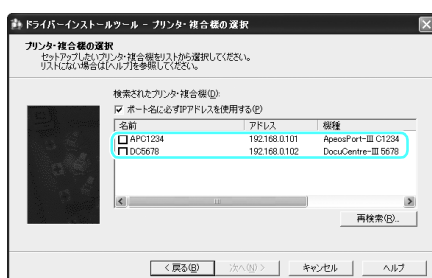 ドライバーインストールツール - プリンタ・複合機の選択
プリンタ・複合機の選択
セットアップしたいプリンタ・複合機をリストから選択してください。
リストにない場合は[ヘルプ]を参照してください。
検索されたプリンタ・複合機(D):
ポート名に必ずIPアドレスを使用する(P)
名前 IPアドレス 機種
APC1234 192.168.0.101 ApeosPort-III C1234
DC5678 192.168.0.102 DocuCentre-III 5678
再検索(R)...
< 戻る(B) 次へ(N) > キャンセル ヘルプ